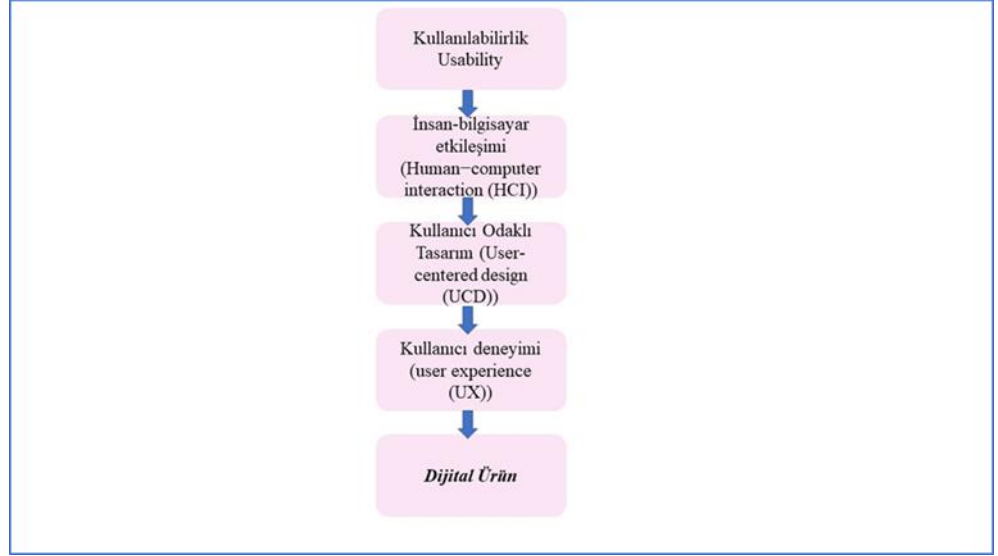 Kullanılabilirlik
Usability
İnsan-bilgisayar
etkileşimi
(Human−computer
interaction (HCI))
Kullanıcı Odaklı
Tasarım (User-
centered design
(UCD))
Kullanıcı deneyimi
(user experience
(UX))
Dijital Ürün